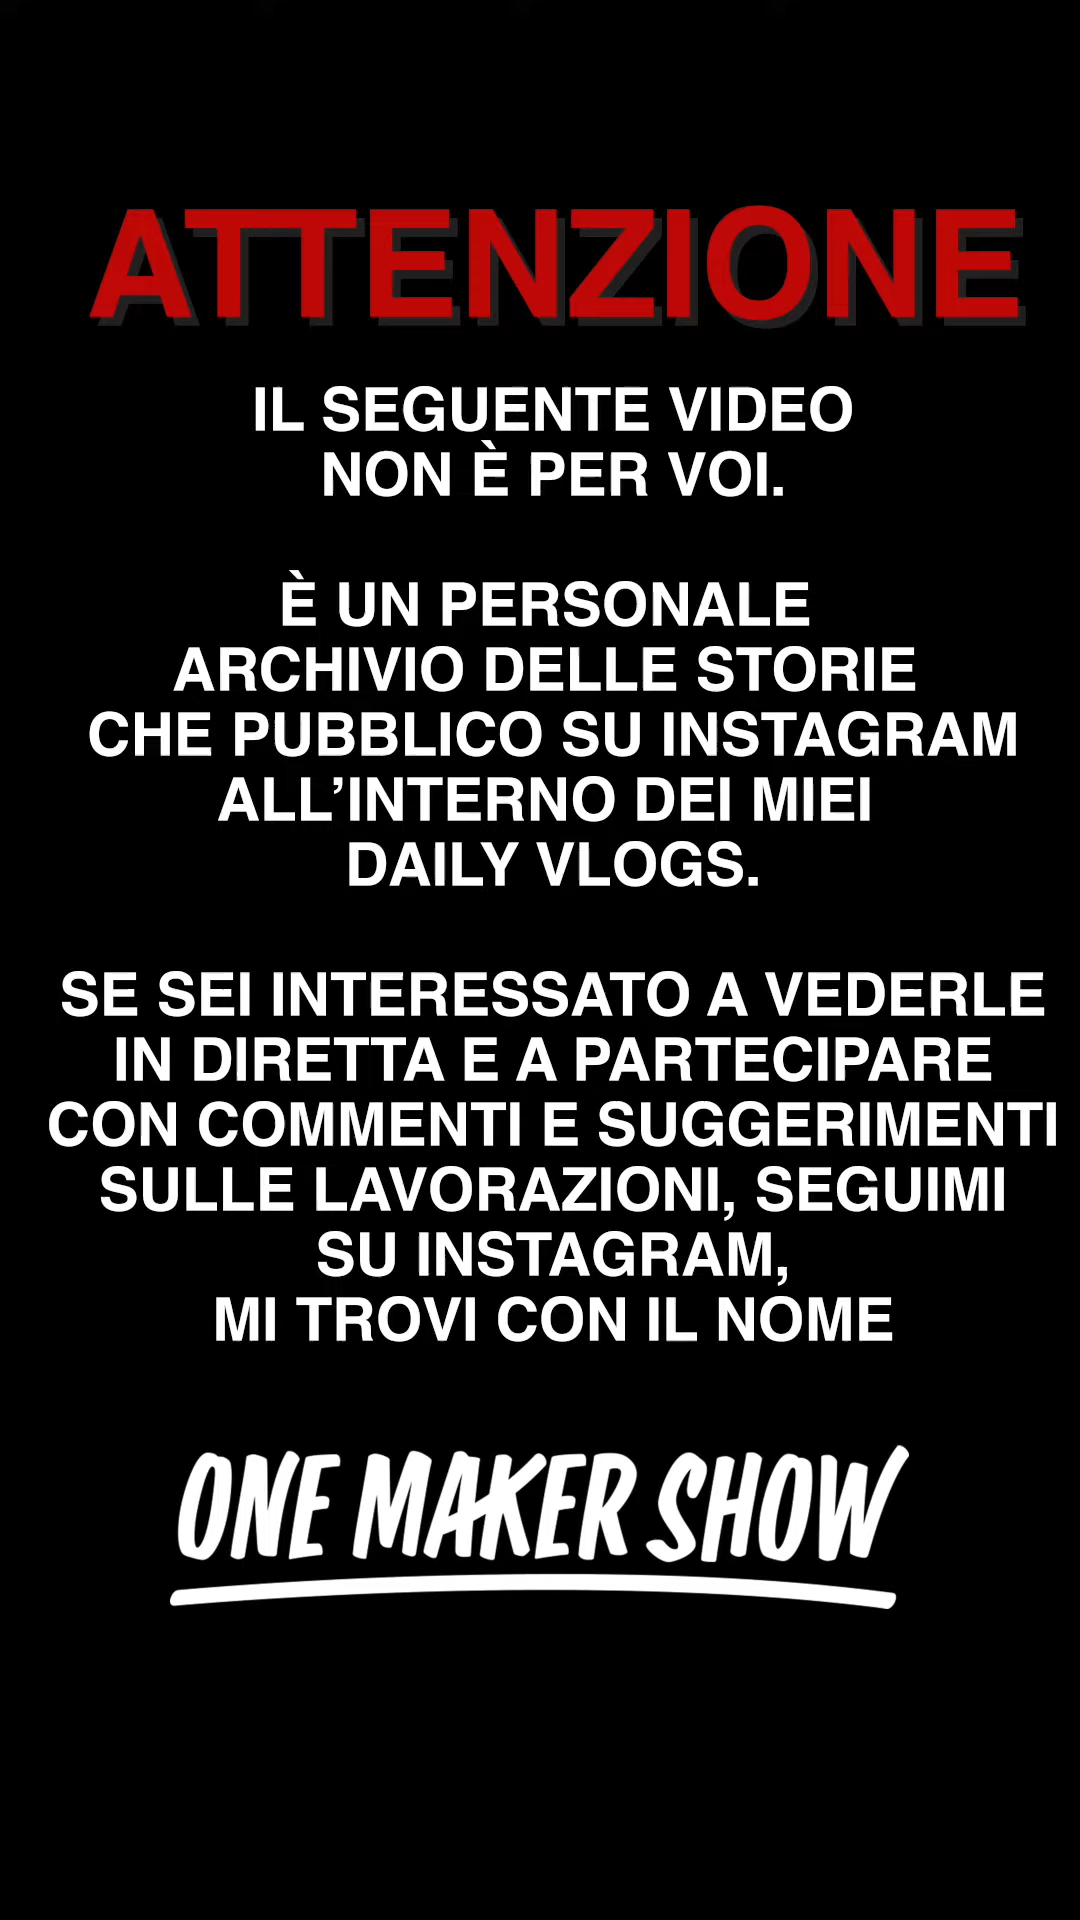 ATTENZIONE
IL SEGUENTE VIDEO
NON È PER VOI.
È UN PERSONALE
ARCHIVIO DELLE STORIE
CHE PUBBLICO SU INSTAGRAM
ALL’INTERNO DEI MIEI
DAILY VLOGS.
SE SEI INTERESSATO A VEDERLE
IN DIRETTA E A PARTECIPARE
CON COMMENTI E SUGGERIMENTI
SULLE LAVORAZIONI, SEGUIMI
SU INSTAGRAM,
MI TROVI CON IL NOME
ONE MAKER SHOW